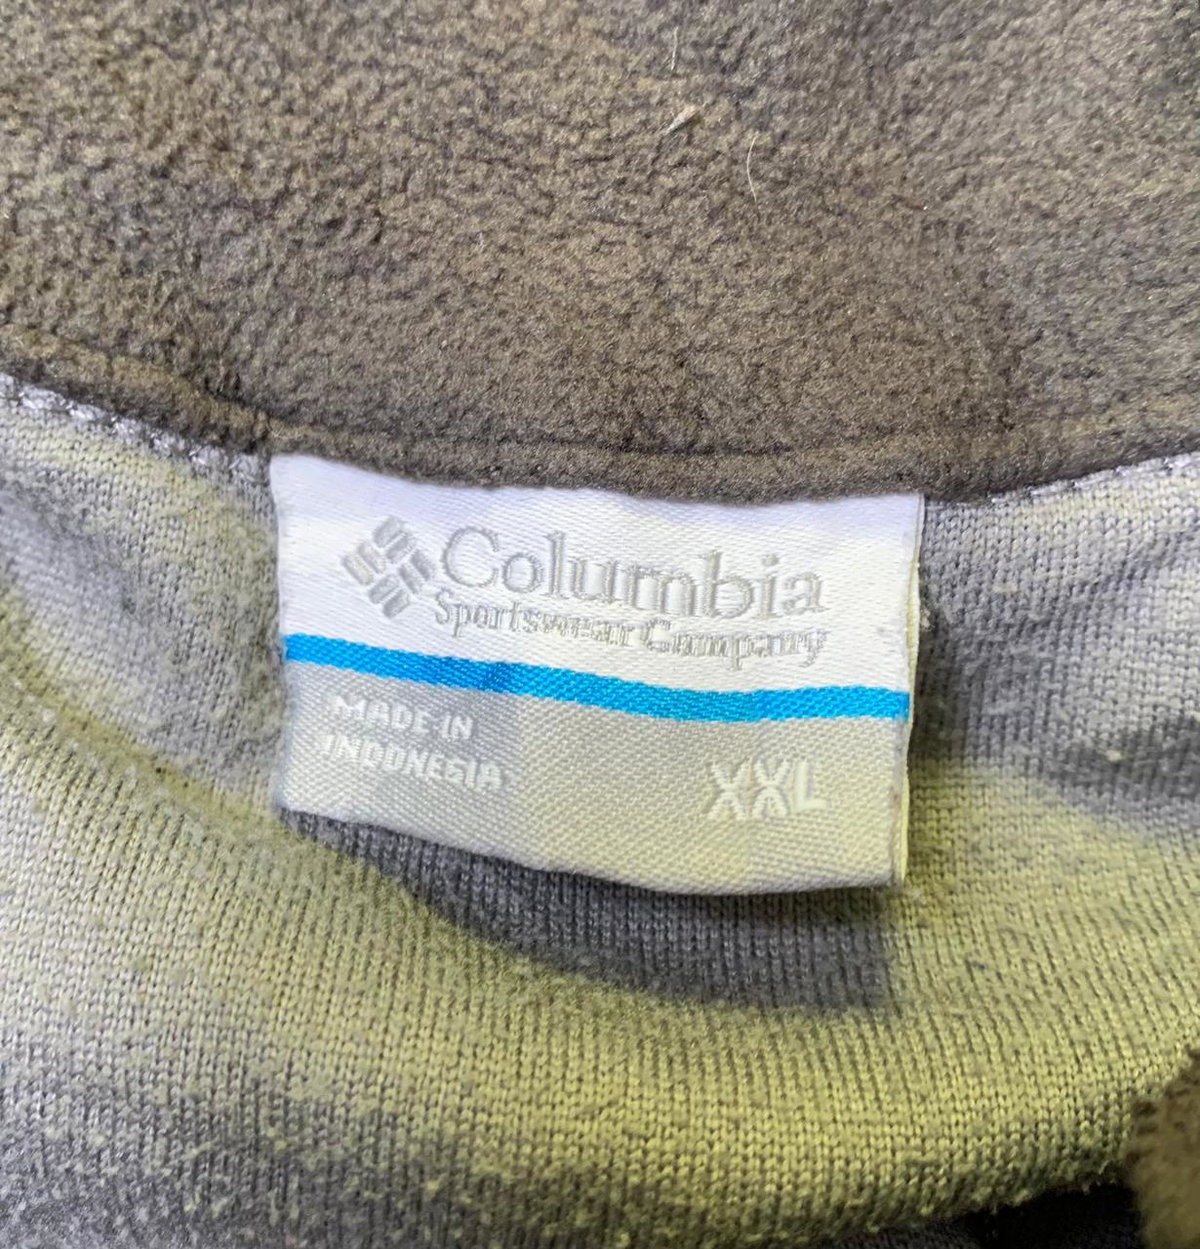 Columbia
Sportswear Company
MADE IN
INDONESIA
XXL